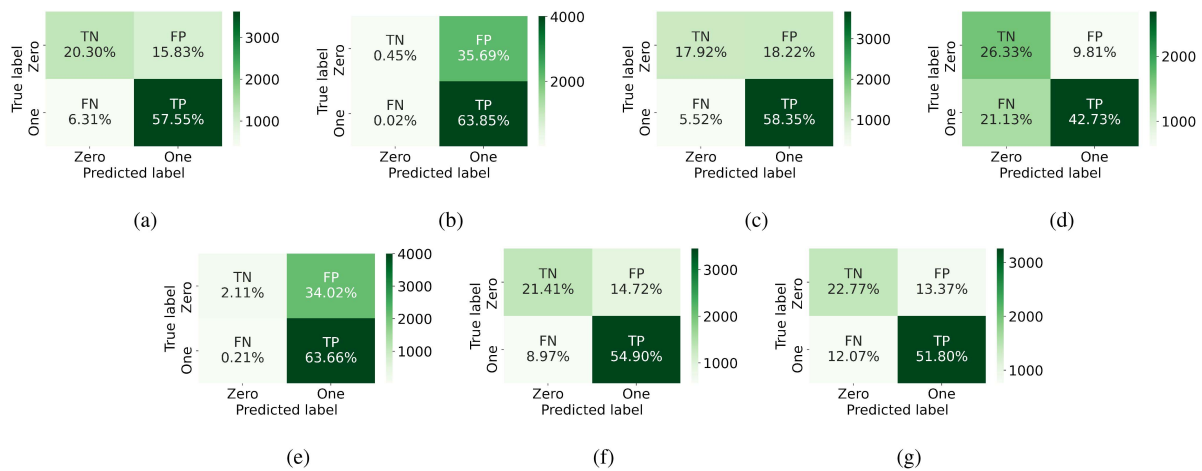 True label
Zero
One
TN
20.30%
FP
15.83%
FN
6.31%
TP
57.55%
Zero
One
Predicted label
3000
2000
1000
(a)
True label
Zero
One
TN
0.45%
FP
35.69%
FN
0.02%
TP
63.85%
Zero
One
Predicted label
4000
2000
(b)
True label
Zero
One
TN
17.92%
FP
18.22%
FN
5.52%
TP
58.35%
Zero
One
Predicted label
3000
2000
1000
(c)
True label
Zero
One
TN
26.33%
FP
9.81%
FN
21.13%
TP
42.73%
Zero
One
Predicted label
2000
1000
(d)
True label
Zero
One
TN
2.11%
FP
34.02%
FN
0.21%
TP
63.66%
Zero
One
Predicted label
4000
3000
2000
1000
(e)
True label
Zero
One
TN
21.41%
FP
14.72%
FN
8.97%
TP
54.90%
Zero
One
Predicted label
3000
2000
1000
(f)
True label
Zero
One
TN
22.77%
FP
13.37%
FN
12.07%
TP
51.80%
Zero
One
Predicted label
3000
2000
1000
(g)